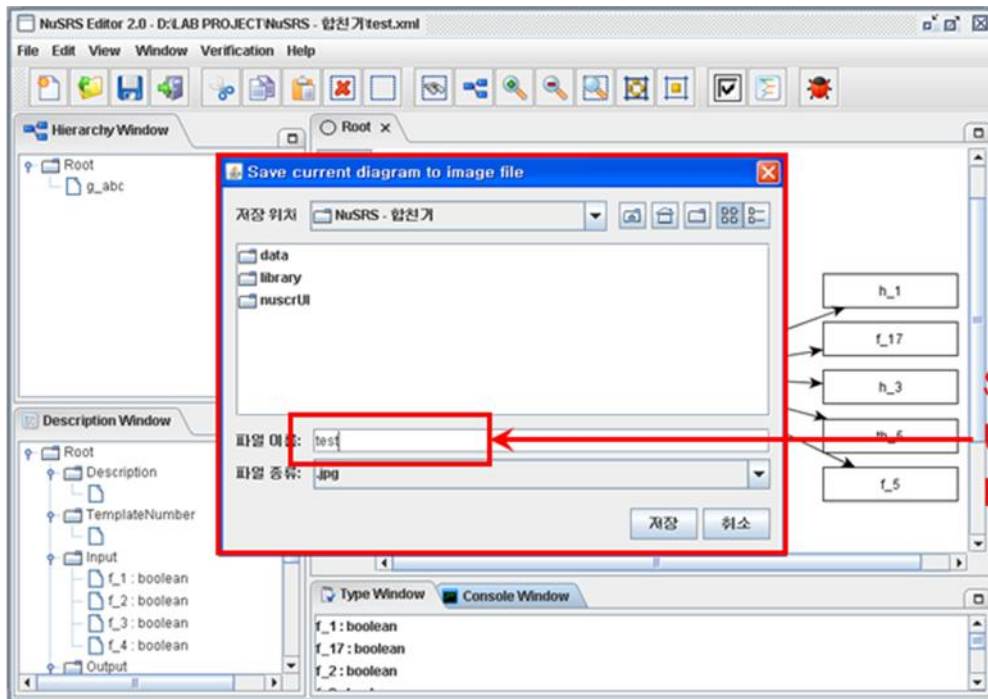 NuSRS Editor 2.0 - D:\LAB PROJECT\NuSRS - 합친기\test.xml
File Edit View Window Verification Help
Hierarchy Window
Root
g_abc
Root
Save current diagram to image file
저장 위치
NuSRS - 합친기
data
library
nuscrUI
파일 이름:
test
파일 종류:
.jpg
저장
취소
h_1
f_17
h_3
f_5
Description Window
Root
Description
TemplateNumber
Input
f_1 : boolean
f_2 : boolean
f_3 : boolean
f_4 : boolean
Output
Type Window
Console Window
f_1 : boolean
f_17 : boolean
f_2 : boolean